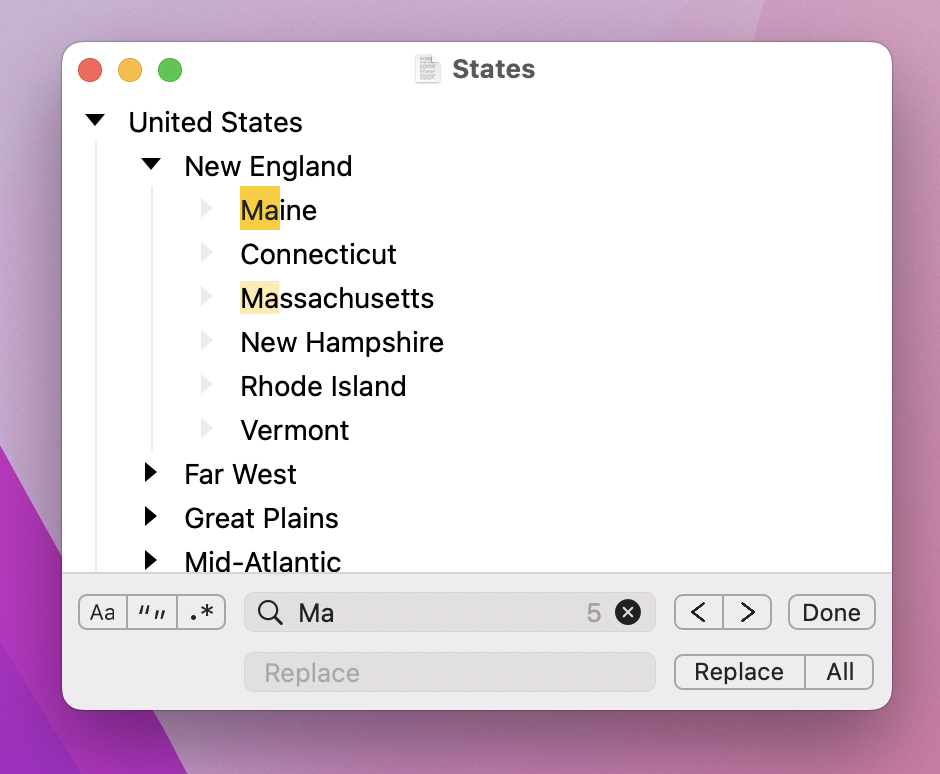 States
United States
New England
Maine
Connecticut
Massachusetts
New Hampshire
Rhode Island
Vermont
Far West
Great Plains
Mid-Atlantic
Aa “” .* Ma 5 < > Done
Replace Replace All